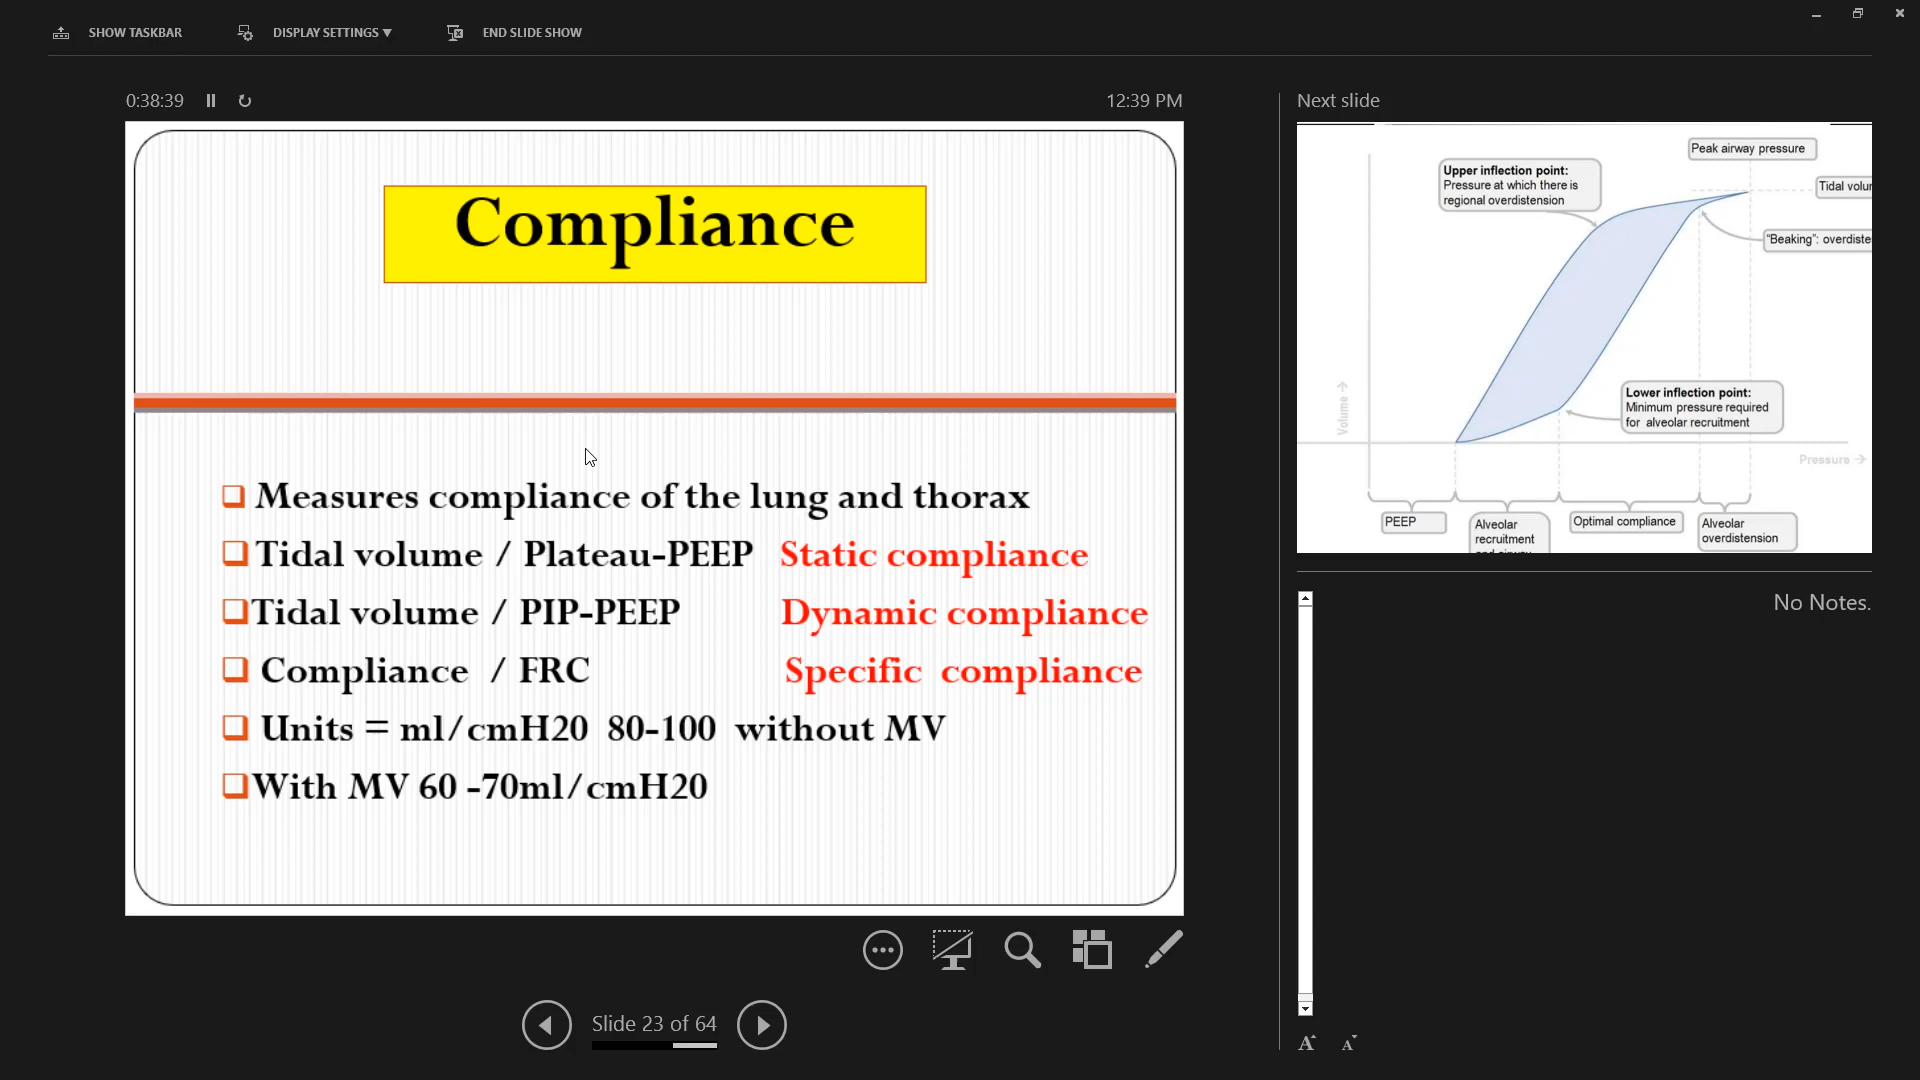 SHOW TASKBAR
DISPLAY SETTINGS ▼
END SLIDE SHOW
0:38:39
12:39 PM
Compliance
Measures compliance of the lung and thorax
Tidal volume / Plateau-PEEP Static compliance
Tidal volume / PIP-PEEP Dynamic compliance
Compliance / FRC Specific compliance
Units = ml/cmH20 80-100 without MV
With MV 60 -70ml/cmH20
Slide 23 of 64
Next slide
Peak airway pressure
Upper inflection point:
Pressure at which there is
regional overdistension
Tidal volu
"Beaking": overdiste
Lower inflection point:
Minimum pressure required
for alveolar recruitment
Volume →
Pressure →
PEEP
Alveolar
recruitment
Optimal compliance
Alveolar
overdistension
No Notes.
A A